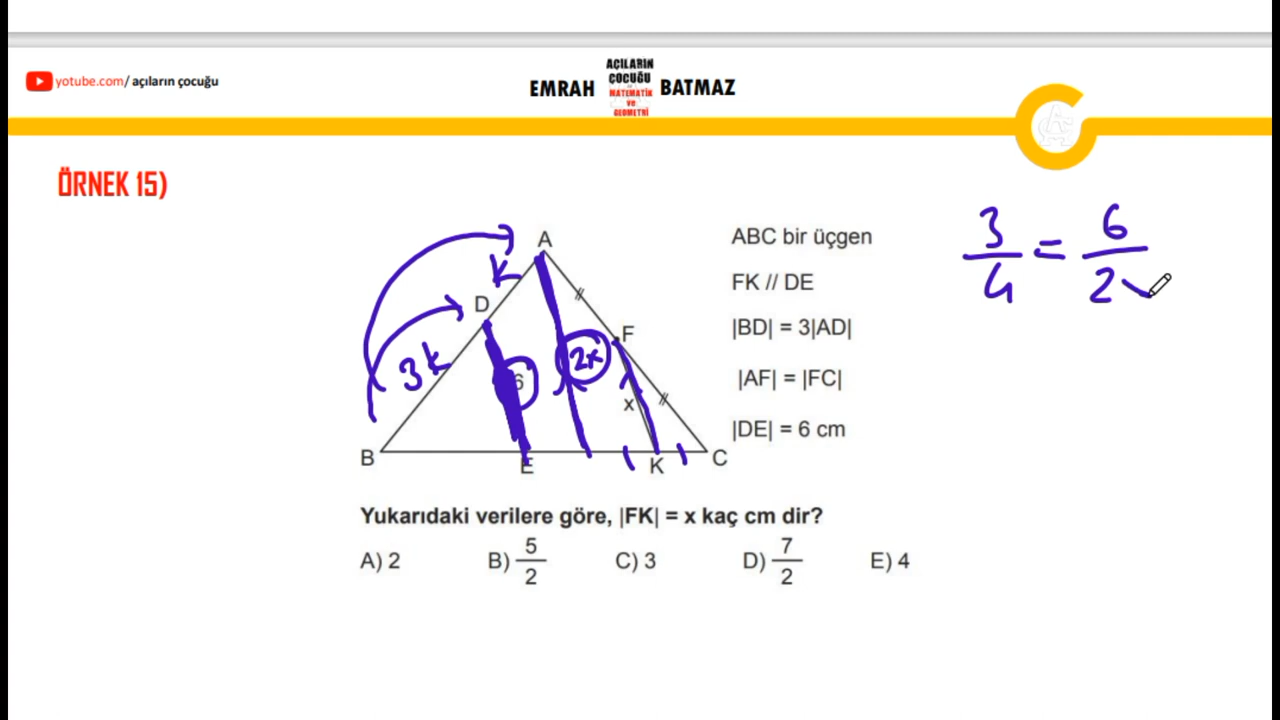 yotube.com/ açıların çocuğu
EMRAH
AÇILARIN
ÇOCUĞU
MATEMATİK
ve
GEOMETRİ
BATMAZ
ÖRNEK 15)
A
K
D
3k
6
2x
F
x
B
E
K
C
ABC bir üçgen
FK // DE
|BD| = 3|AD|
|AF| = |FC|
|DE| = 6 cm
3/4 = 6/2
Yukarıdaki verilere göre, |FK| = x kaç cm dir?
A) 2 B) 5/2 C) 3 D) 7/2 E) 4